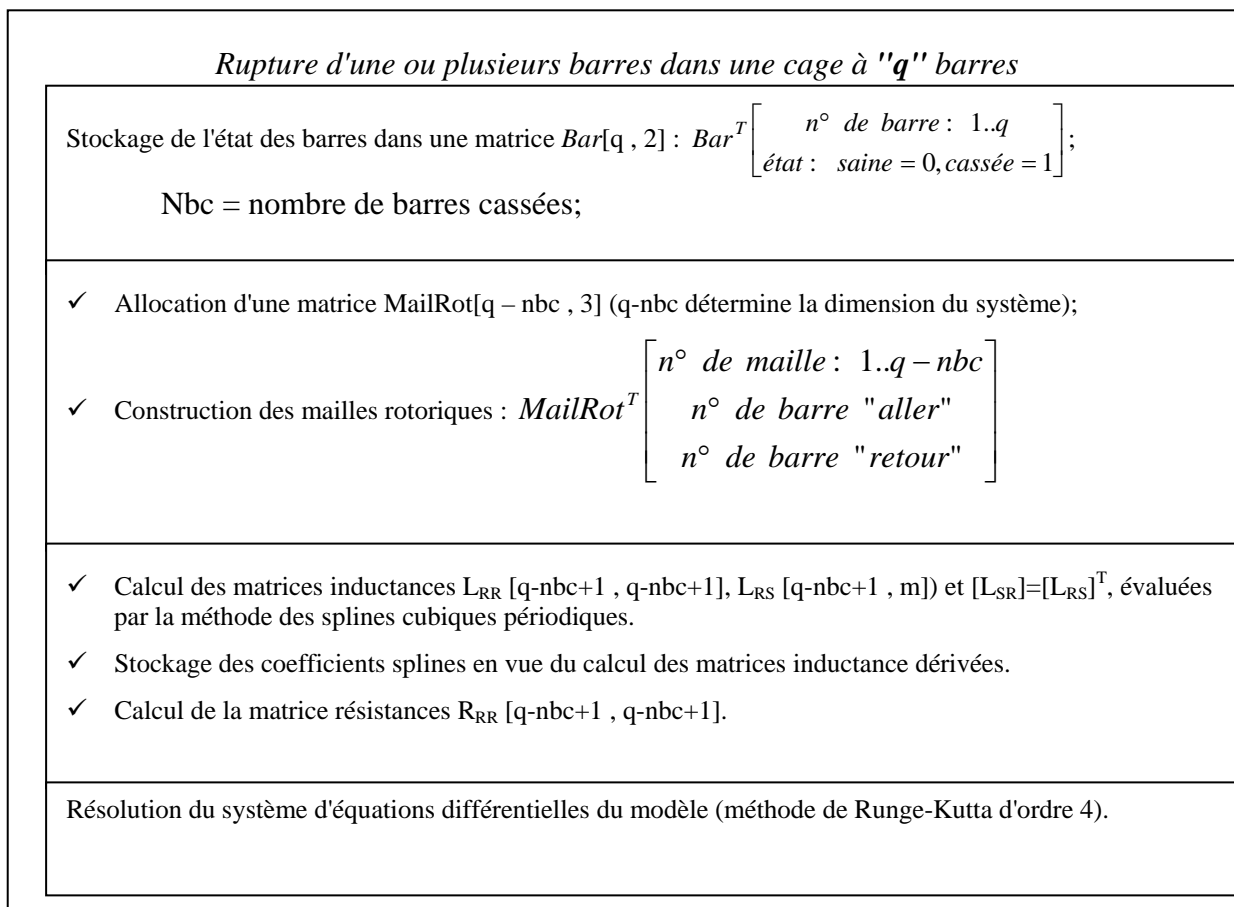 Rupture d'une ou plusieurs barres dans une cage à "q" barres
Stockage de l'état des barres dans une matrice Bar[q , 2] : Bar^T [n° de barre : 1..q
état : saine = 0, cassée = 1];
Nbc = nombre de barres cassées;
✓ Allocation d'une matrice MailRot[q – nbc , 3] (q-nbc détermine la dimension du système);
✓ Construction des mailles rotoriques : MailRot^T [n° de maille : 1..q – nbc
n° de barre "aller"
n° de barre "retour"]
✓ Calcul des matrices inductances L_RR [q-nbc+1 , q-nbc+1], L_RS [q-nbc+1 , m]) et [L_SR]=[L_RS]^T, évaluées
par la méthode des splines cubiques périodiques.
✓ Stockage des coefficients splines en vue du calcul des matrices inductance dérivées.
✓ Calcul de la matrice résistances R_RR [q-nbc+1 , q-nbc+1].
Résolution du système d'équations différentielles du modèle (méthode de Runge-Kutta d'ordre 4).